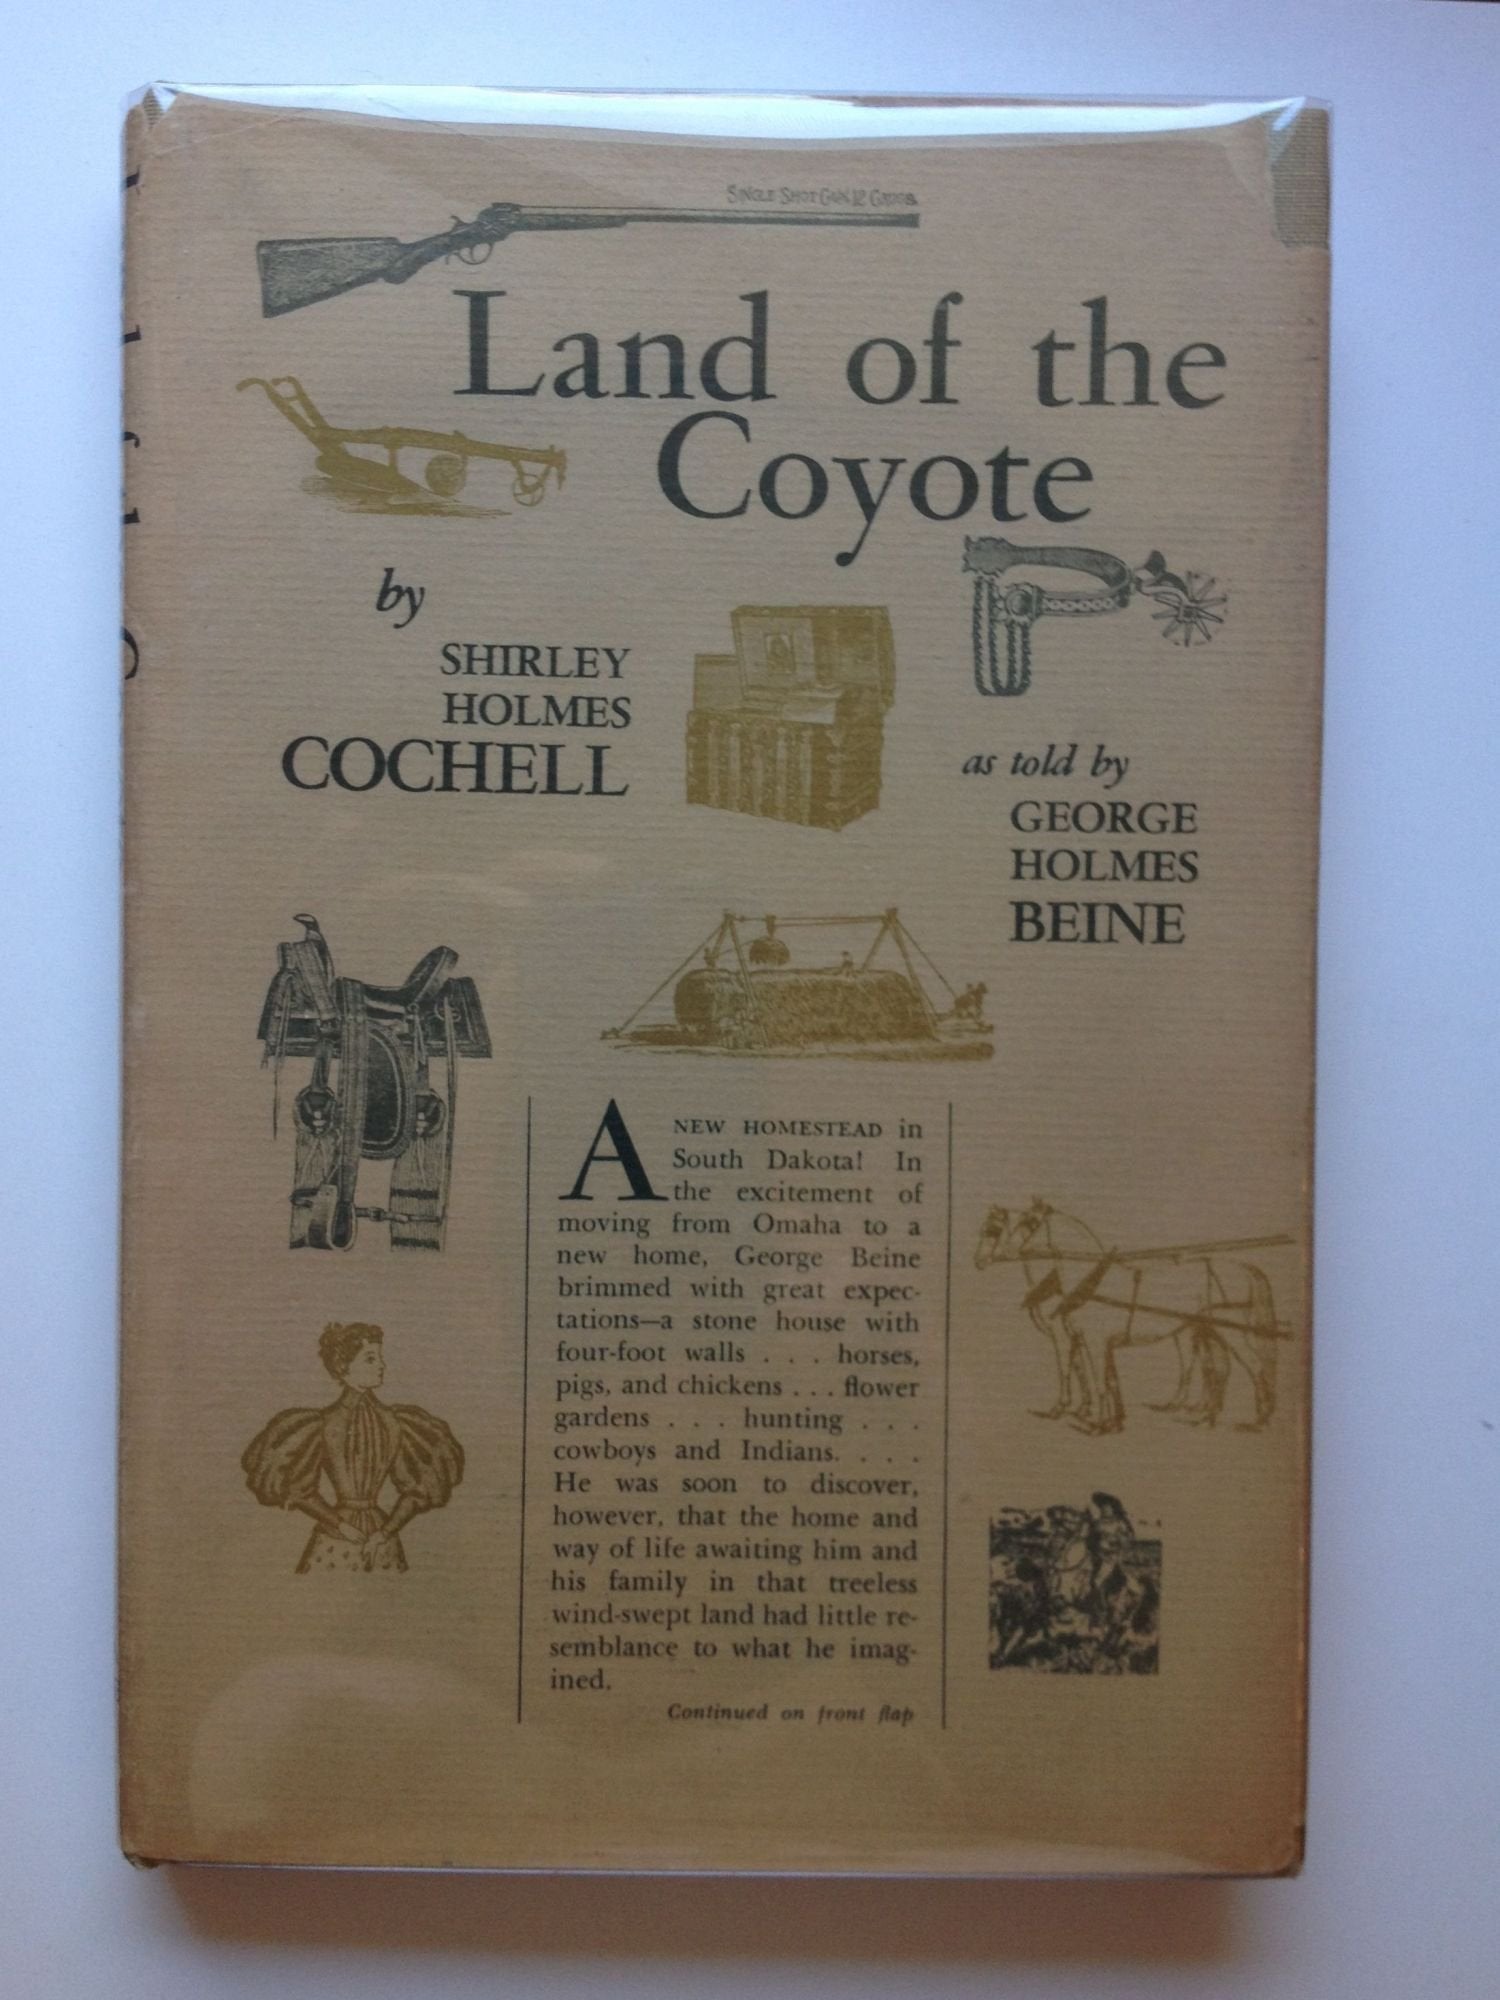 SINGLE SHOT GUN 12 GAUGE
Land of the
Coyote
by
SHIRLEY
HOLMES
COCHELL
as told by
GEORGE
HOLMES
BEINE
A NEW HOMESTEAD in
South Dakota! In
the excitement of
moving from Omaha to a
new home, George Beine
brimmed with great expec-
tations—a stone house with
four-foot walls . . . horses,
pigs, and chickens . . . flower
gardens . . . hunting . . .
cowboys and Indians. . . .
He was soon to discover,
however, that the home and
way of life awaiting him and
his family in that treeless
wind-swept land had little re-
semblance to what he imag-
ined.
Continued on front flap